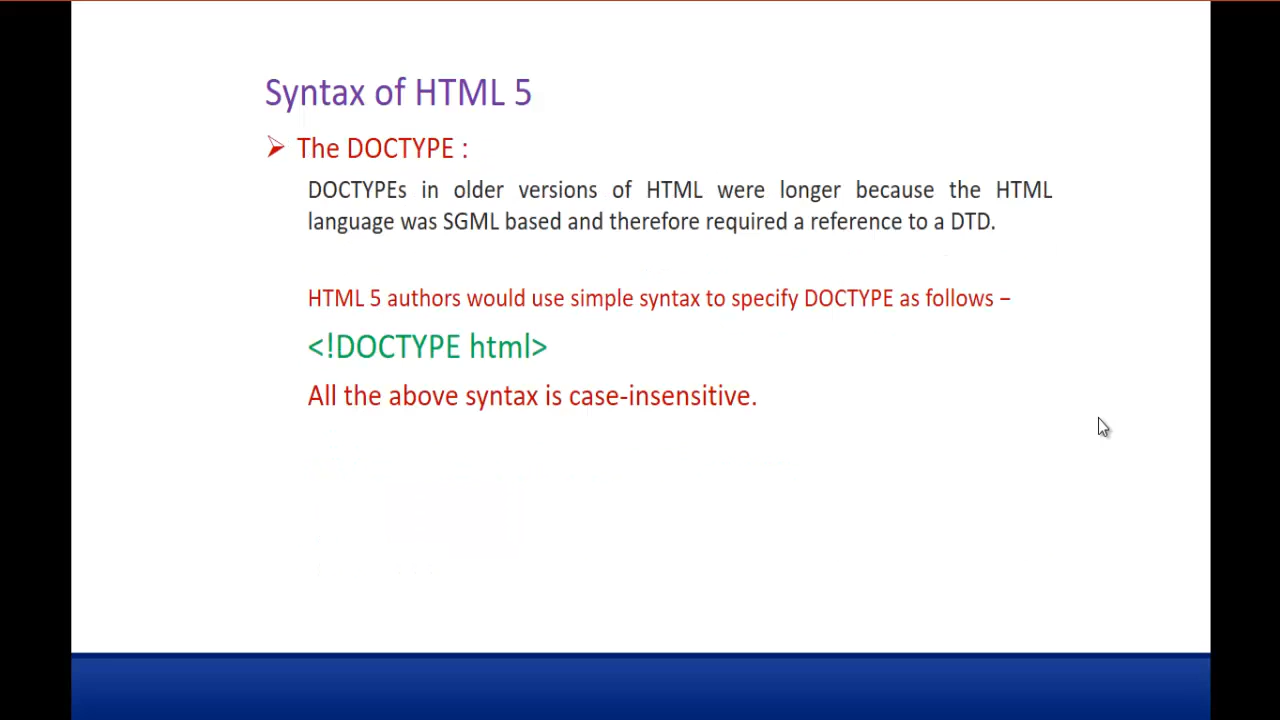 Syntax of HTML 5
The DOCTYPE :
DOCTYPEs in older versions of HTML were longer because the HTML
language was SGML based and therefore required a reference to a DTD.
HTML 5 authors would use simple syntax to specify DOCTYPE as follows −
<!DOCTYPE html>
All the above syntax is case-insensitive.